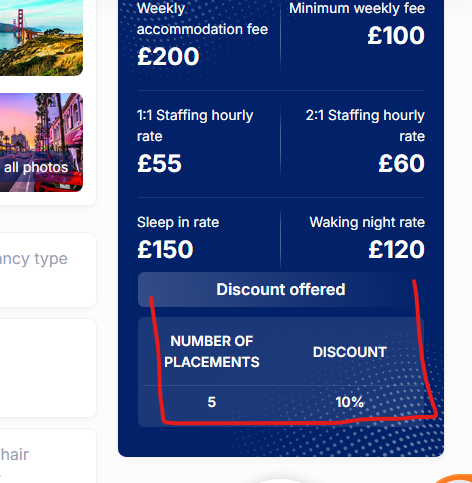 Weekly
accommodation fee
£200
Minimum weekly fee
£100
1:1 Staffing hourly
rate
£55
2:1 Staffing hourly
rate
£60
Sleep in rate
£150
Waking night rate
£120
Discount offered
NUMBER OF
PLACEMENTS
DISCOUNT
5
10%
all photos
ancy type
hair